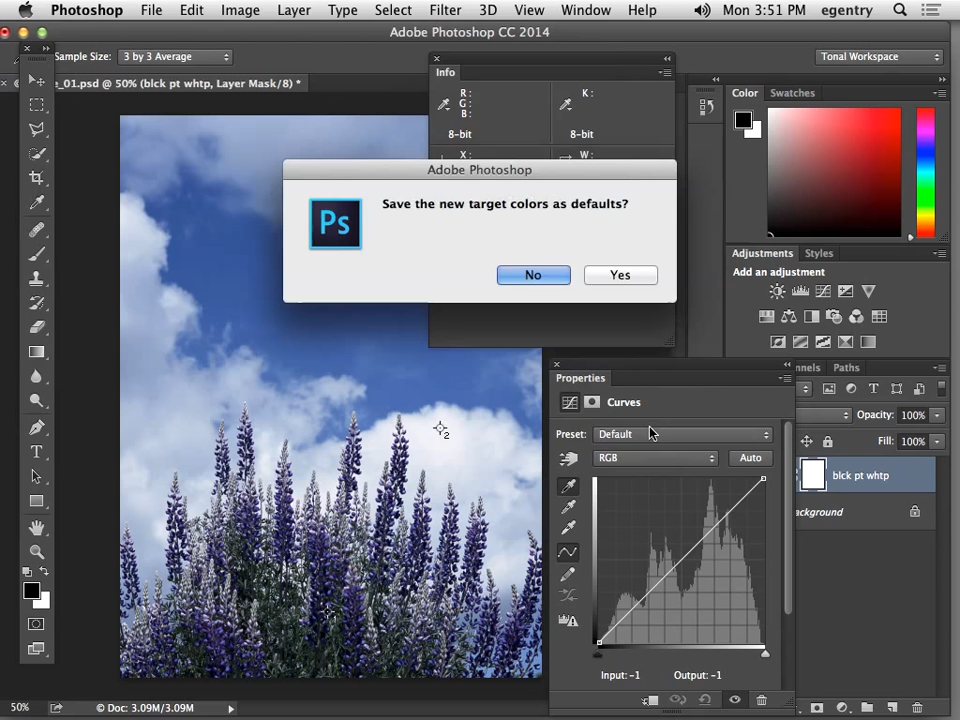 Photoshop File Edit Image Layer Type Select Filter 3D View Window Help Mon 3:51 PM egentry
Adobe Photoshop CC 2014
Sample Size: 3 by 3 Average Tonal Workspace
e_01.psd @ 50% (blck pt whtp, Layer Mask/8) *
Info
R:
G:
B:
K:
8-bit 8-bit
X: W:
Color Swatches
Adobe Photoshop
Save the new target colors as defaults?
Ps
No Yes
Adjustments Styles
Add an adjustment
Properties
nnels Paths
Curves
Opacity: 100%
Preset: Default
Fill: 100%
RGB Auto
blck pt whtp
ackground
2
Input: -1 Output: -1
50% Doc: 3.09M/3.09M